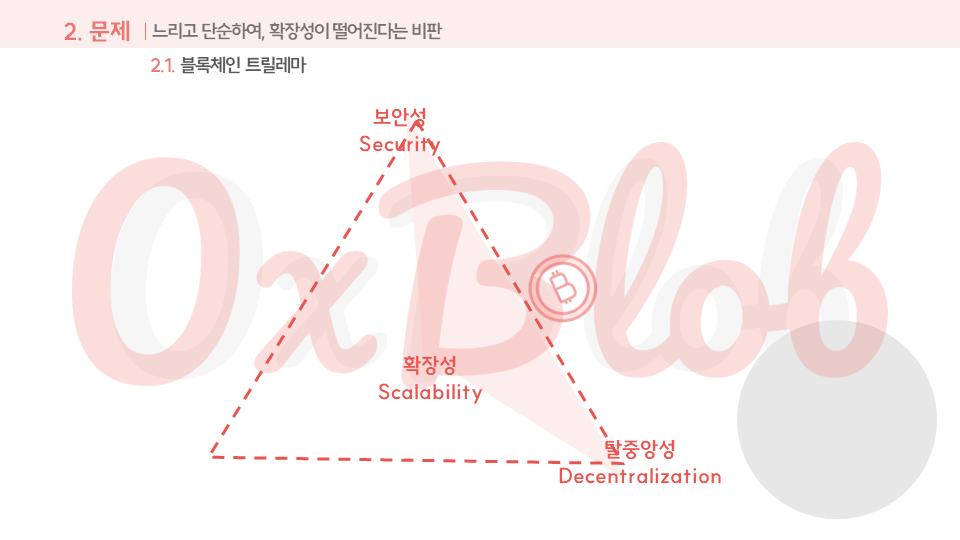 2. 문제 | 느리고 단순하여, 확장성이 떨어진다는 비판
2.1. 블록체인 트릴레마
보안성
Security
OxBlob
확장성
Scalability
탈중앙성
Decentralization